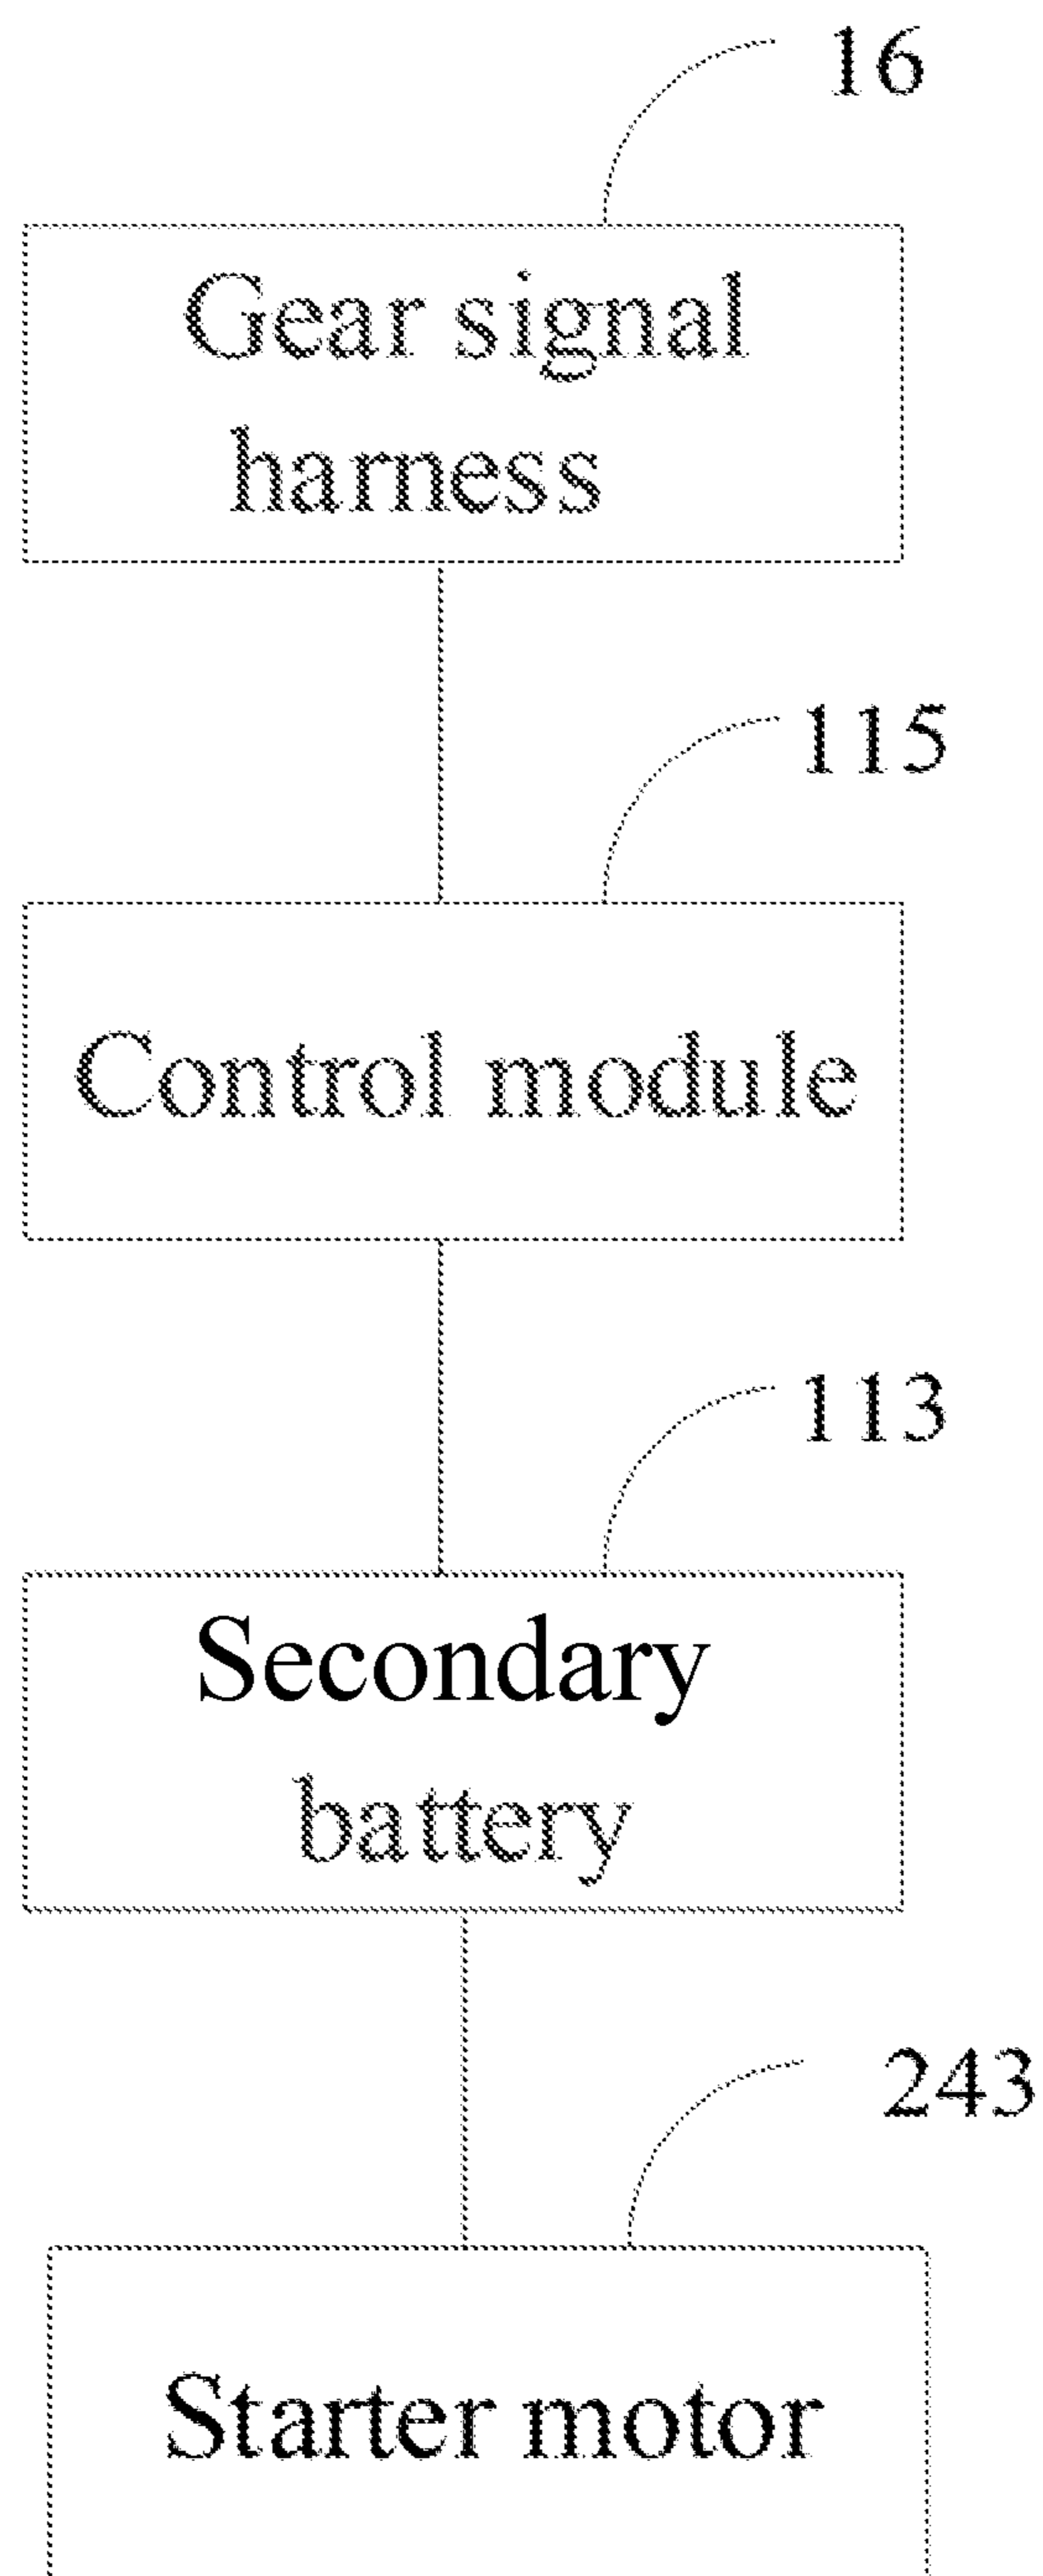 16
Gear signal
harness
115
Control module
113
Secondary
battery
243
Starter motor